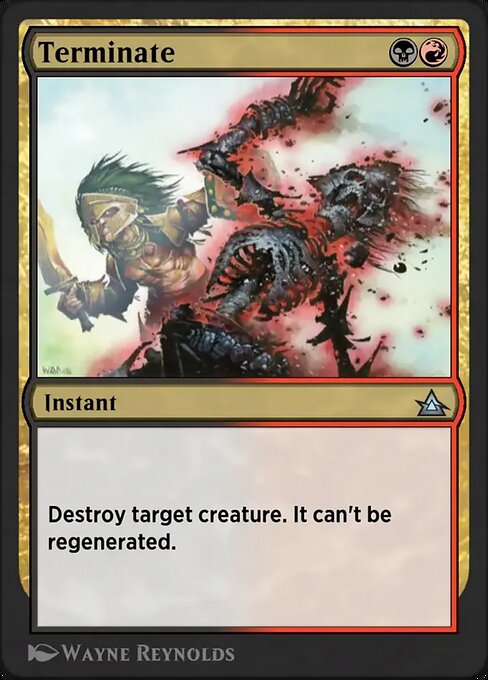 Terminate
Instant
Destroy target creature. It can't be
regenerated.
Wayne Reynolds